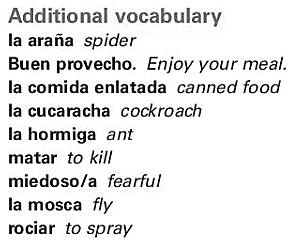 Additional vocabulary
la araña spider
Buen provecho. Enjoy your meal.
la comida enlatada canned food
la cucaracha cockroach
la hormiga ant
matar to kill
miedoso/a fearful
la mosca fly
rociar to spray